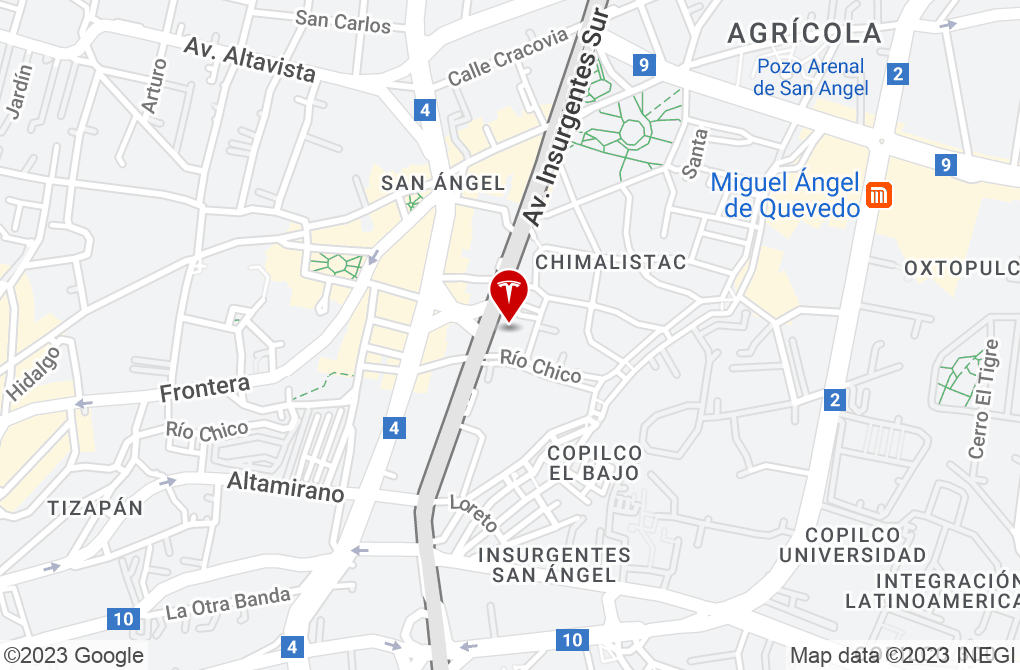 San Carlos
AGRÍCOLA
Av. Altavista
Calle Cracovia
Av. Insurgentes Sur
Jardín
Arturo
9
Pozo Arenal
de San Angel
2
4
Santa
9
SAN ÁNGEL
Miguel Ángel
de Quevedo
CHIMALISTAC
OXTOPULC
Hidalgo
Río Chico
Frontera
Cerro El Tigre
2
4
Río Chico
COPILCO
EL BAJO
Altamirano
TIZAPÁN
Loreto
COPILCO
UNIVERSIDAD
INSURGENTES
SAN ÁNGEL
INTEGRACIÓN
LATINOAMERICA
La Otra Banda
10
4
10
©2023 Google
Map data ©2023 INEGI